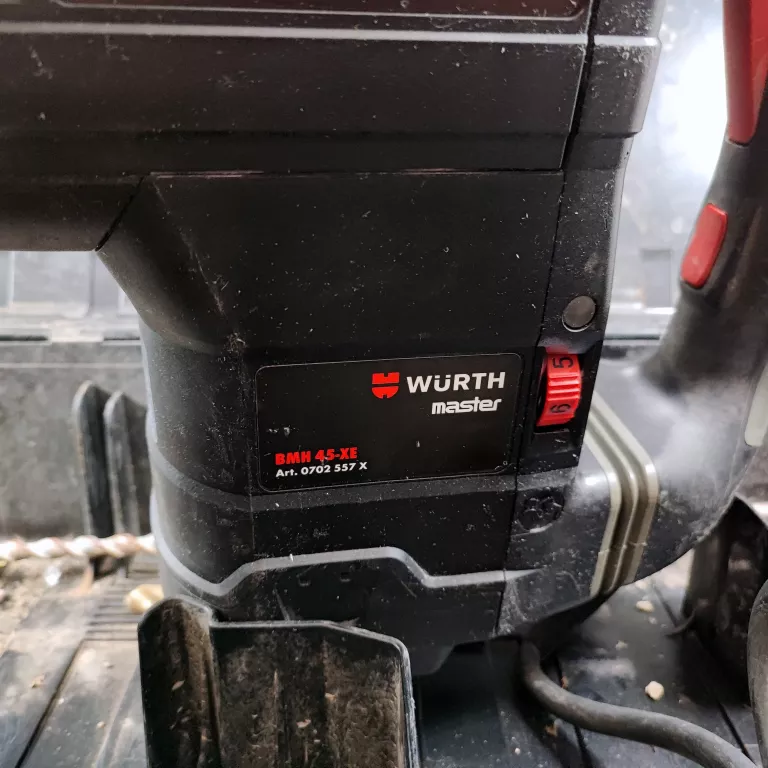 WÜRTH
master
5
6
BMH 45-XE
Art. 0702 557 X